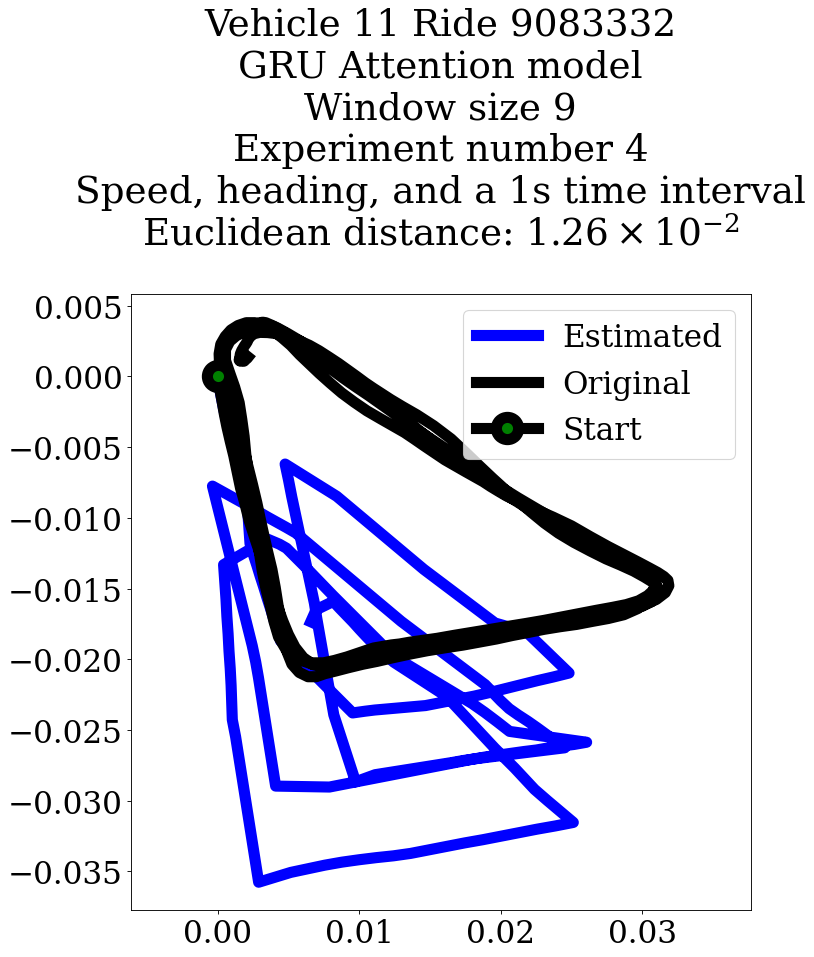 Vehicle 11 Ride 9083332
GRU Attention model
Window size 9
Experiment number 4
Speed, heading, and a 1s time interval
Euclidean distance: 1.26 × 10⁻²
Estimated
Original
Start
0.005
0.000
−0.005
−0.010
−0.015
−0.020
−0.025
−0.030
−0.035
0.00 0.01 0.02 0.03